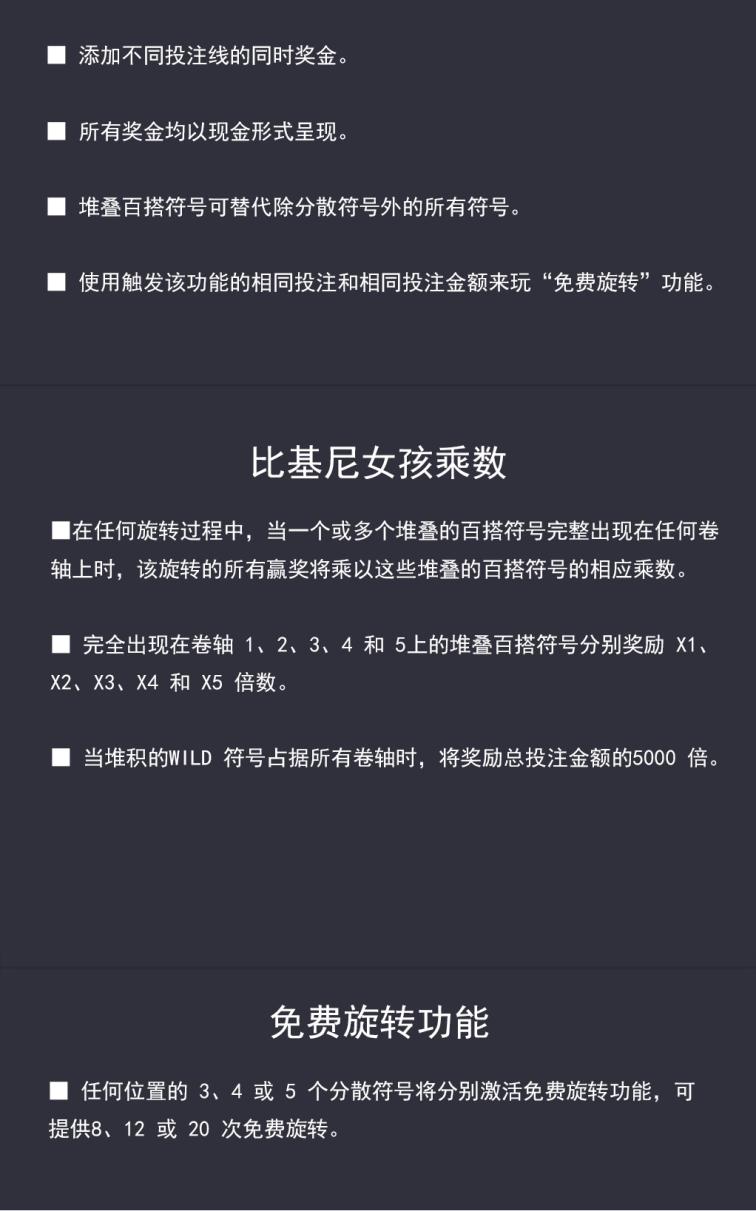 ■ 添加不同投注线的同时奖金。
■ 所有奖金均以现金形式呈现。
■ 堆叠百搭符号可替代除分散符号外的所有符号。
■ 使用触发该功能的相同投注和相同投注金额来玩“免费旋转”功能。
比基尼女孩乘数
■在任何旋转过程中，当一个或多个堆叠的百搭符号完整出现在任何卷
轴上时，该旋转的所有赢奖将乘以这些堆叠的百搭符号的相应乘数。
■ 完全出现在卷轴 1、2、3、4 和 5上的堆叠百搭符号分别奖励 X1、
X2、X3、X4 和 X5 倍数。
■ 当堆积的WILD 符号占据所有卷轴时，将奖励总投注金额的5000 倍。
免费旋转功能
■ 任何位置的 3、4 或 5 个分散符号将分别激活免费旋转功能，可
提供8、12 或 20 次免费旋转。